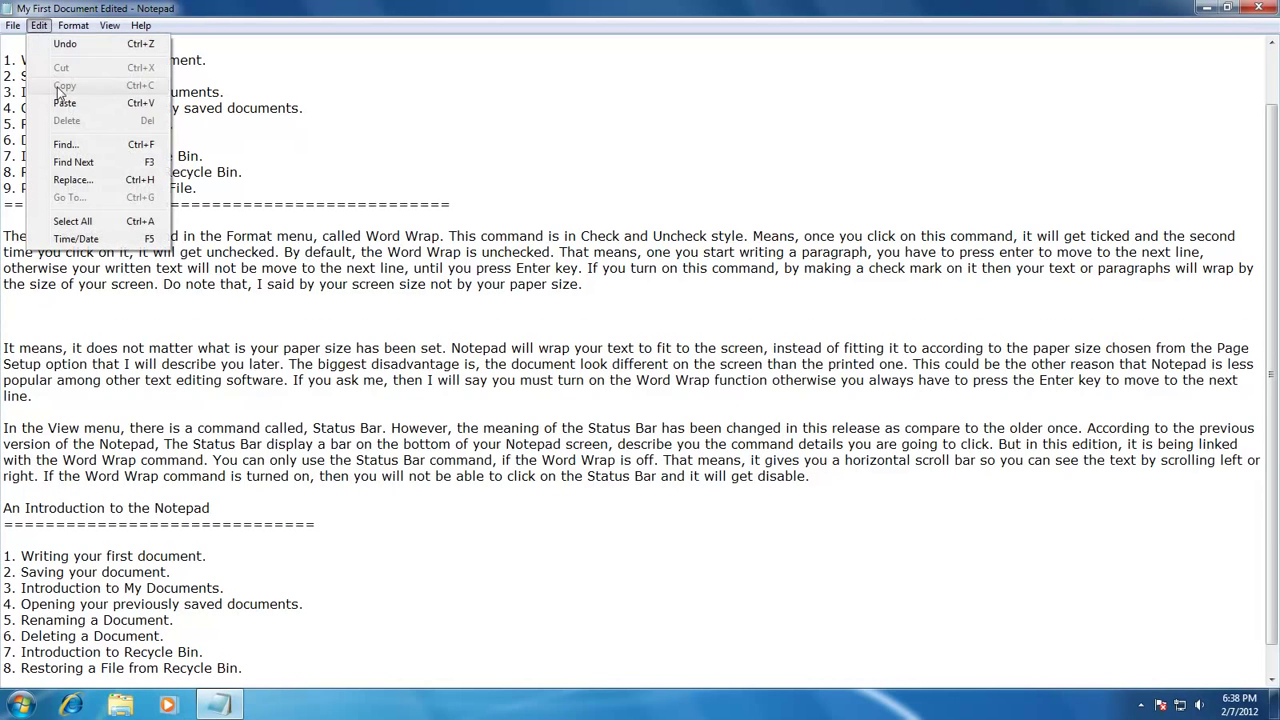 My First Document Edited - Notepad
File Edit Format View Help
Undo Ctrl+Z
Cut Ctrl+X
Copy Ctrl+C
Paste Ctrl+V
Delete Del
Find... Ctrl+F
Find Next F3
Replace... Ctrl+H
Go To... Ctrl+G
Select All Ctrl+A
Time/Date F5
1. ment.
2. S
3. I uments.
4. y saved documents.
5.
6.
7. I e Bin.
8. ecycle Bin.
9. File.
===========================================
The d in the Format menu, called Word Wrap. This command is in Check and Uncheck style. Means, once you click on this command, it will get ticked and the second
time you click on it, it will get unchecked. By default, the Word Wrap is unchecked. That means, one you start writing a paragraph, you have to press enter to move to the next line,
otherwise your written text will not be move to the next line, until you press Enter key. If you turn on this command, by making a check mark on it then your text or paragraphs will wrap by
the size of your screen. Do note that, I said by your screen size not by your paper size.
It means, it does not matter what is your paper size has been set. Notepad will wrap your text to fit to the screen, instead of fitting it to according to the paper size chosen from the Page
Setup option that I will describe you later. The biggest disadvantage is, the document look different on the screen than the printed one. This could be the other reason that Notepad is less
popular among other text editing software. If you ask me, then I will say you must turn on the Word Wrap function otherwise you always have to press the Enter key to move to the next
line.
In the View menu, there is a command called, Status Bar. However, the meaning of the Status Bar has been changed in this release as compare to the older once. According to the previous
version of the Notepad, The Status Bar display a bar on the bottom of your Notepad screen, describe you the command details you are going to click. But in this edition, it is being linked
with the Word Wrap command. You can only use the Status Bar command, if the Word Wrap is off. That means, it gives you a horizontal scroll bar so you can see the text by scrolling left or
right. If the Word Wrap command is turned on, then you will not be able to click on the Status Bar and it will get disable.
An Introduction to the Notepad
==============================
1. Writing your first document.
2. Saving your document.
3. Introduction to My Documents.
4. Opening your previously saved documents.
5. Renaming a Document.
6. Deleting a Document.
7. Introduction to Recycle Bin.
8. Restoring a File from Recycle Bin.
6:38 PM
2/7/2012